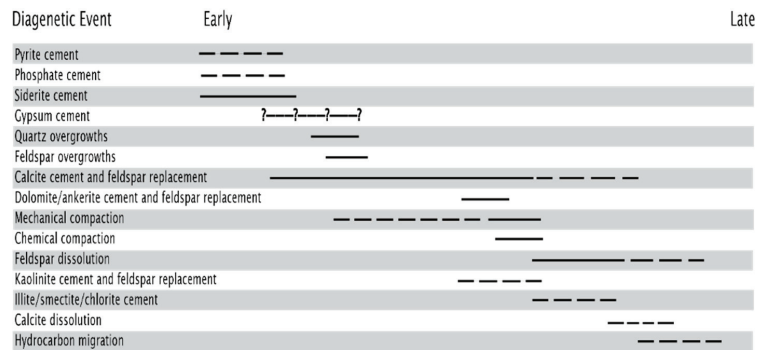 Diagenetic Event Early Late
Pyrite cement
Phosphate cement
Siderite cement
Gypsum cement ? ? ? ?
Quartz overgrowths
Feldspar overgrowths
Calcite cement and feldspar replacement
Dolomite/ankerite cement and feldspar replacement
Mechanical compaction
Chemical compaction
Feldspar dissolution
Kaolinite cement and feldspar replacement
Illite/smectite/chlorite cement
Calcite dissolution
Hydrocarbon migration